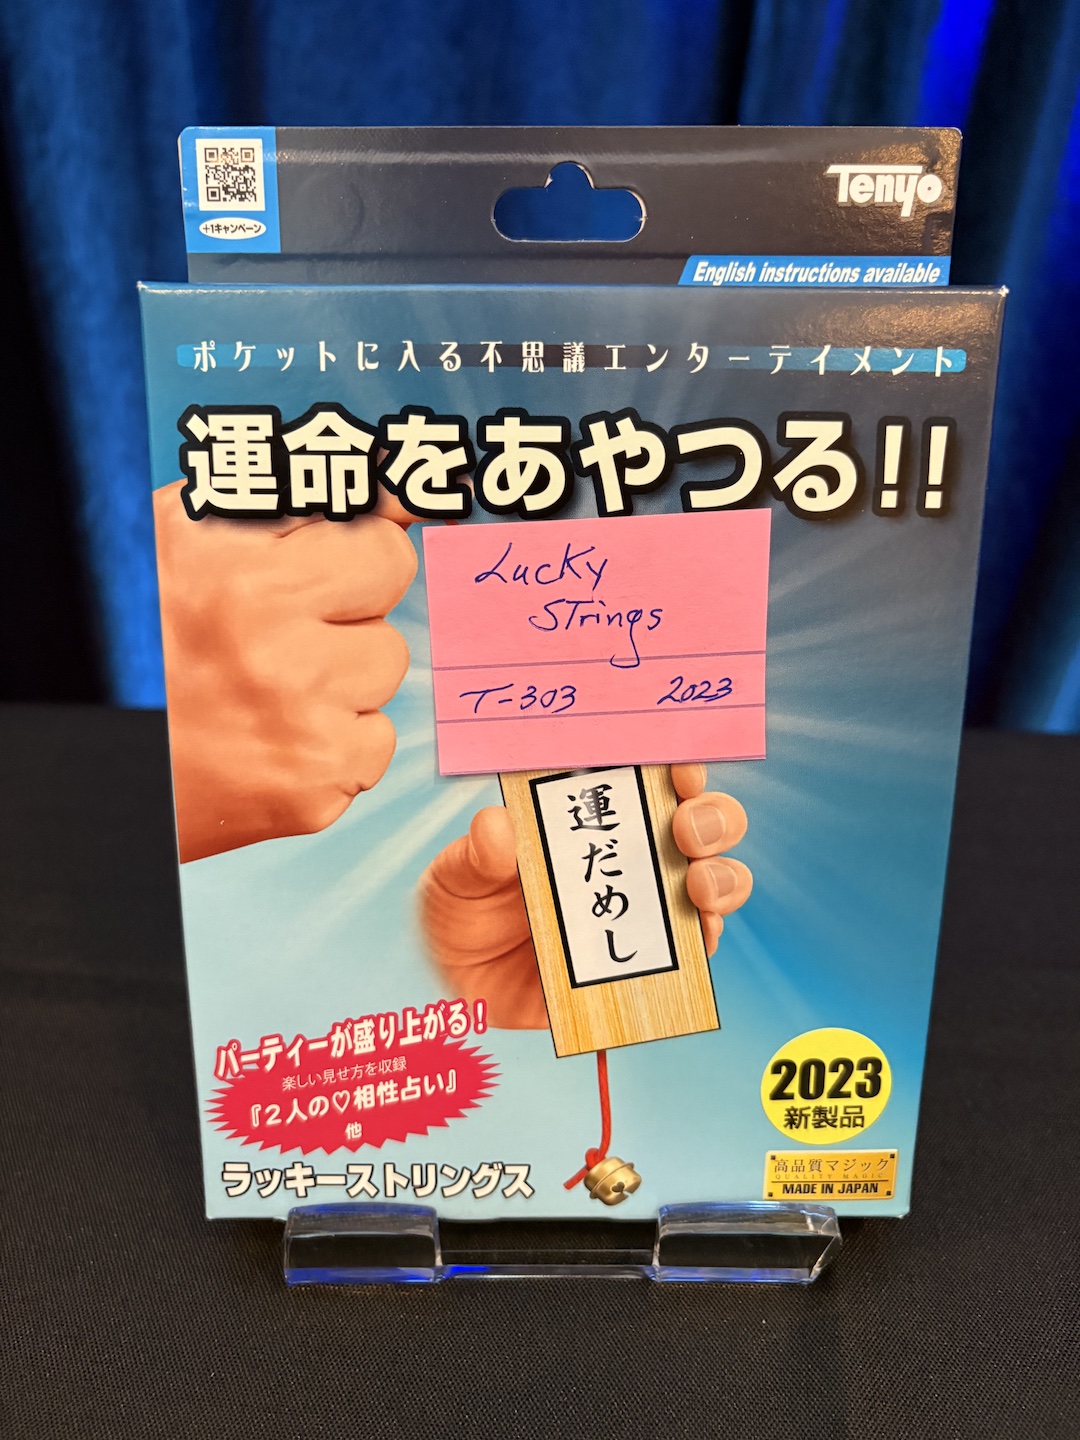 +1キャンペーン
Tenyo
English instructions available
ポケットに入る不思議エンターテイメント
運命をあやつる!!
Lucky
Strings
T-303 2023
運だめし
パーティーが盛り上がる!
楽しい見せ方を収録
『2人の♡相性占い』
他
ラッキーストリングス
2023
新製品
高品質マジック
QUALITY MAGIC
MADE IN JAPAN